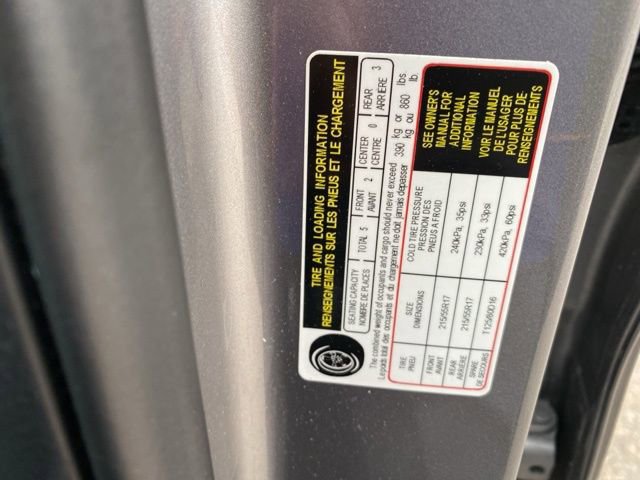 TIRE AND LOADING INFORMATION
RENSEIGNEMENTS SUR LES PNEUS ET LE CHARGEMENT
SEATING CAPACITY TOTAL 5 FRONT 2 CENTER 0 REAR 3
NOMBRE DE PLACES AVANT CENTRE ARRIERE
The combined weight of occupants and cargo should never exceed 390 kg or 860 lbs.
Le poids total des occupants et du chargement ne doit jamais depasser kg ou lb.
TIRE SIZE COLD TIRE PRESSURE
PNEU DIMENSIONS PRESSION DES
PNEUS A FROID
FRONT 215/55R17 240kPa, 35psi
AVANT
REAR 215/55R17 230kPa, 33psi
ARRIERE
SPARE T125/80D16 420kPa, 60psi
DE SECOURS
SEE OWNER'S
MANUAL FOR
ADDITIONAL
INFORMATION
VOIR LE MANUEL
DE L'USAGER
POUR PLUS DE
RENSEIGNEMENTS